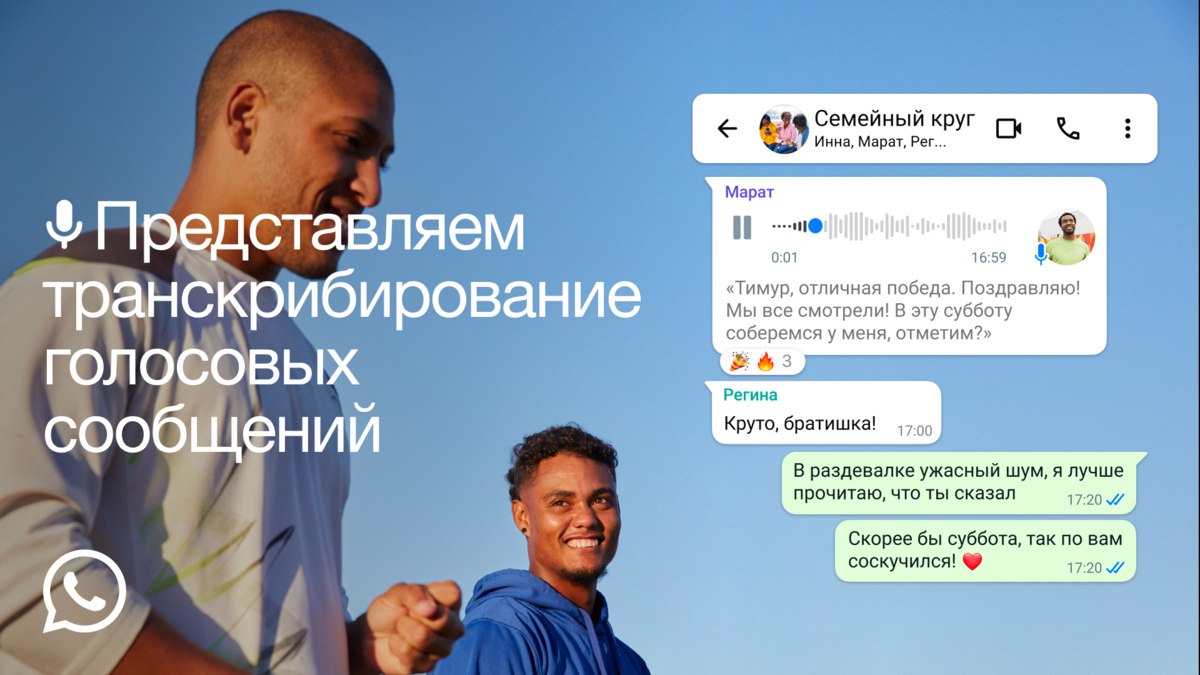 Представляем
транскрибирование
голосовых
сообщений
Семейный круг
Инна, Марат, Рег...
Марат
0:01 16:59
«Тимур, отличная победа. Поздравляю!
Мы все смотрели! В эту субботу
соберемся у меня, отметим?»
🎉 🔥 3
Регина
Круто, братишка!
17:00
В раздевалке ужасный шум, я лучше
прочитаю, что ты сказал
17:20
Скорее бы суббота, так по вам
соскучился! ❤️
17:20